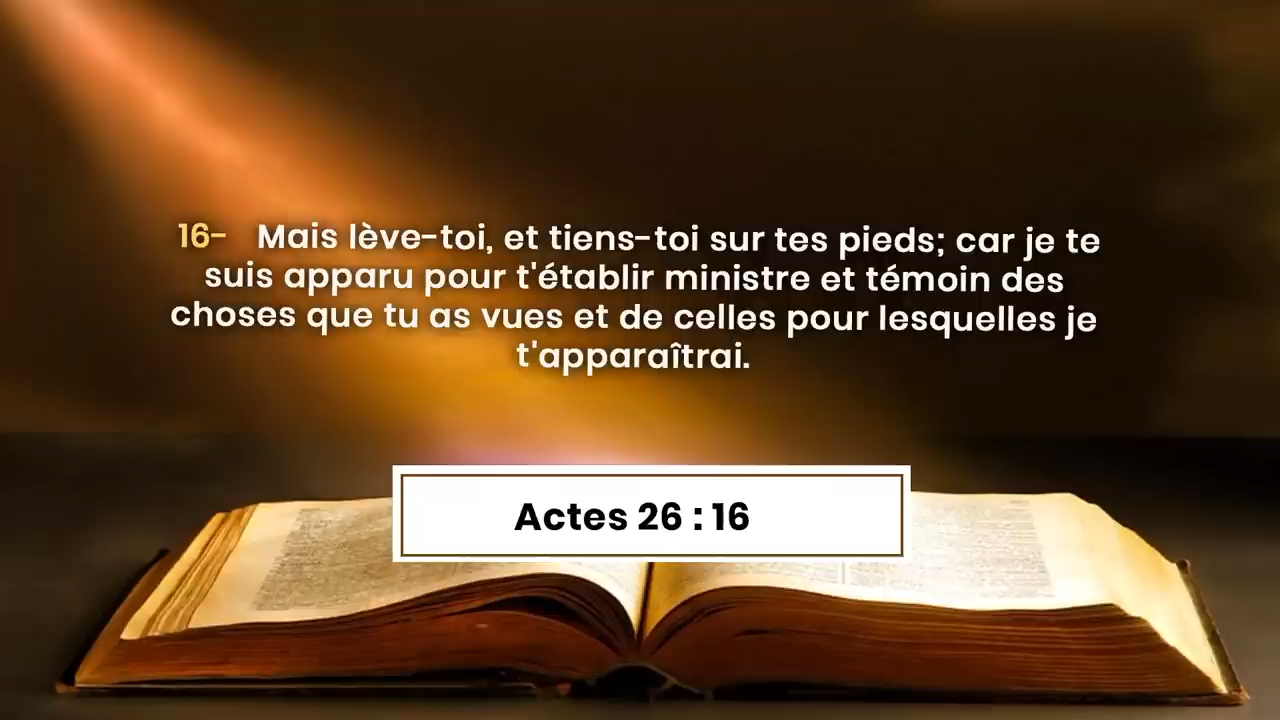 16- Mais lève-toi, et tiens-toi sur tes pieds; car je te
suis apparu pour t'établir ministre et témoin des
choses que tu as vues et de celles pour lesquelles je
t'apparaîtrai.
Actes 26 : 16